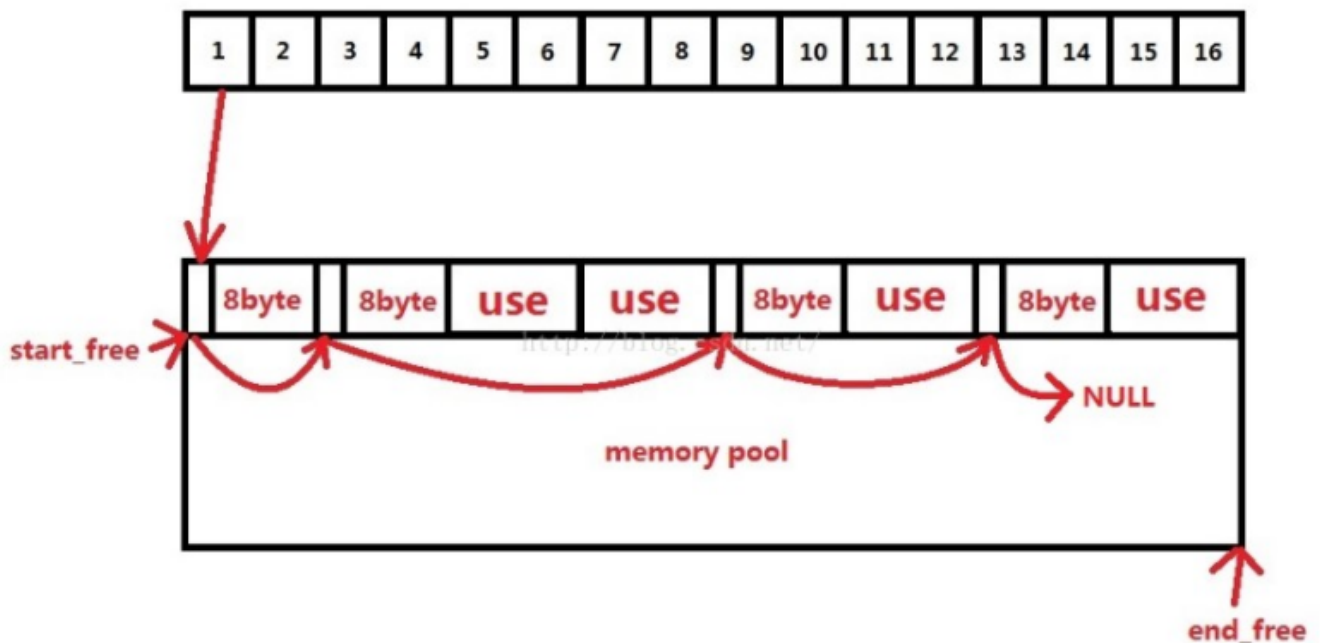 1 2 3 4 5 6 7 8 9 10 11 12 13 14 15 16
8byte 8byte use use 8byte use 8byte use
start_free
NULL
memory pool
end_free